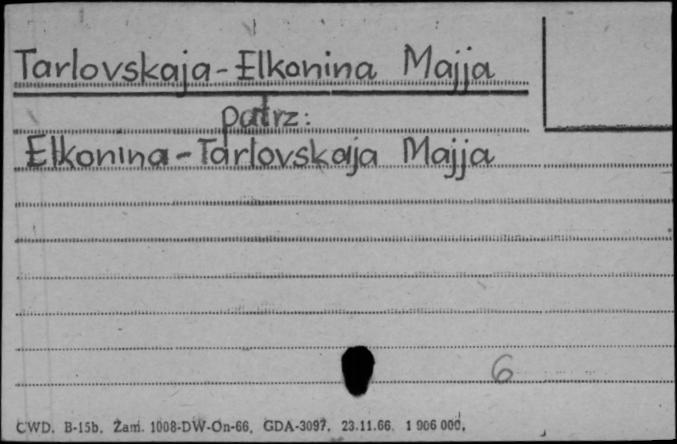 Tarlovskaja-Elkonina Majja
patrz:
Elkonina-Tarlovskaja Majja
6
CWD. B-15b. Zam. 1008-DW-On-66. GDA-3097. 23.11.66. 1 906 000.